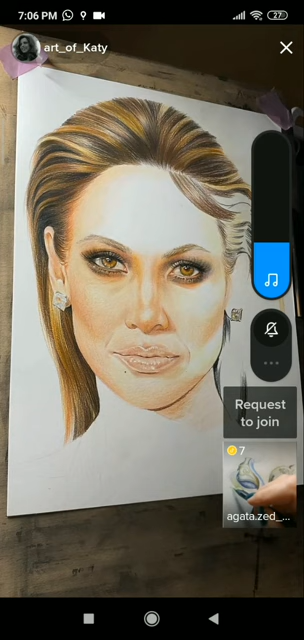 7:06 PM
27
art_of_Katy
Request
to join
7
agata.zed_...